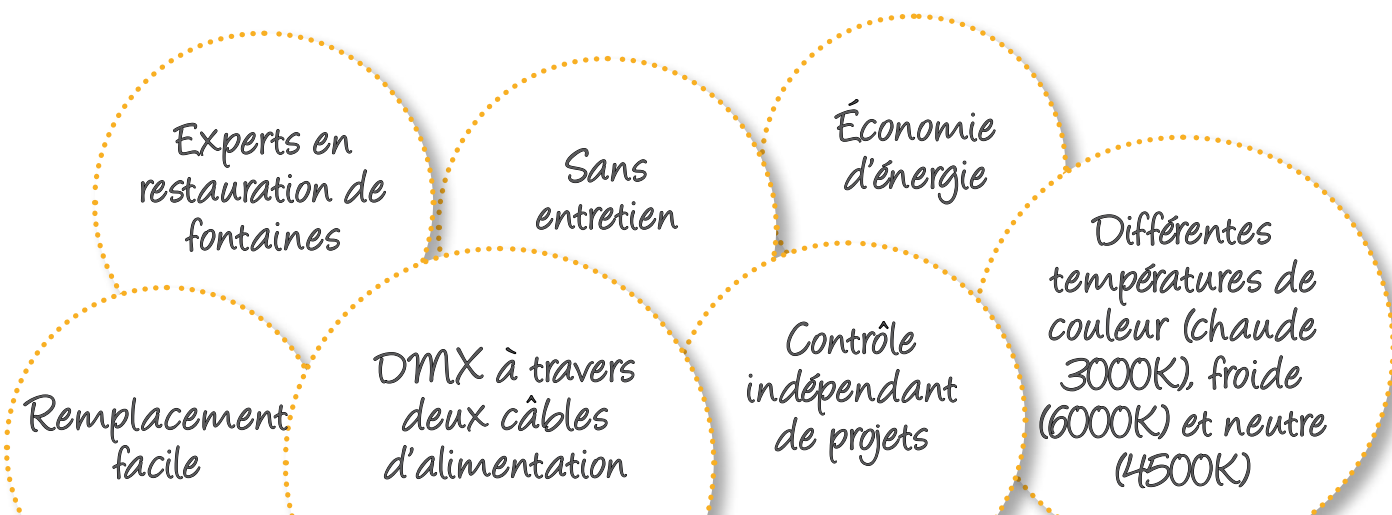 Experts en
restauration de
fontaines
Sans
entretien
Économie
d'énergie
Différentes
températures de
couleur (chaude
3000K), froide
(6000K) et neutre
(4500K)
Remplacement
facile
DMX à travers
deux câbles
d'alimentation
Contrôle
indépendant
de projets